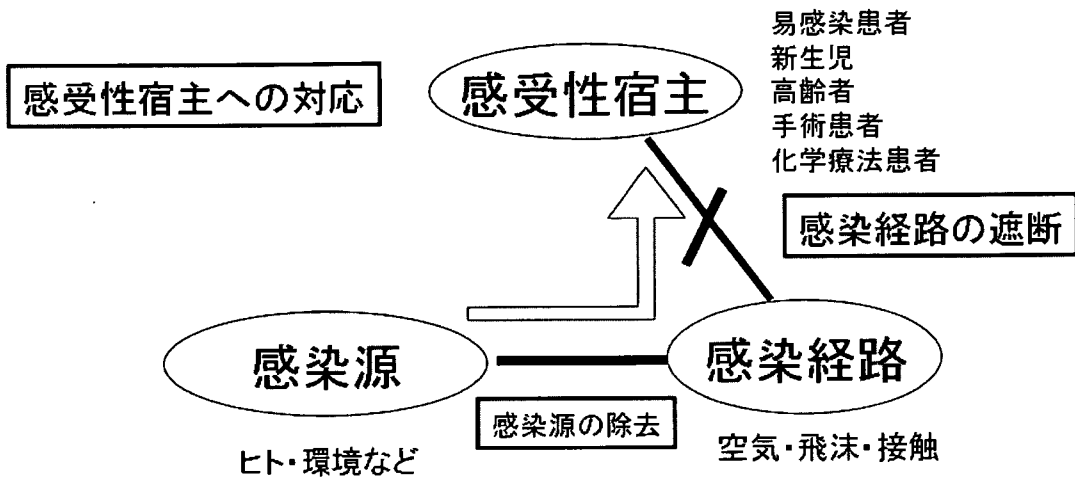 易感染患者
新生児
高齢者
手術患者
化学療法患者
感受性宿主への対応
感受性宿主
感染経路の遮断
感染源
感染経路
感染源の除去
ヒト・環境など
空気・飛沫・接触